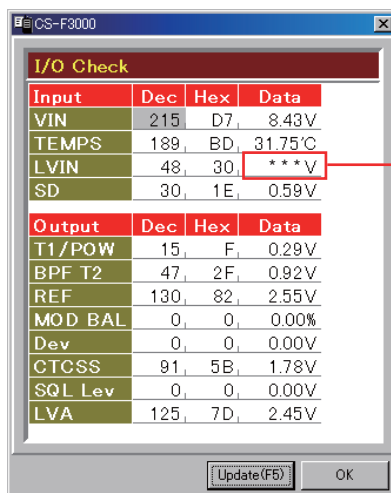 CS-F3000
I/O Check
Input Dec Hex Data
VIN 215 D7 8.43V
TEMPS 189 BD 31.75℃
LVIN 48 30 ***V
SD 30 1E 0.59V
Output Dec Hex Data
T1/POW 15 F 0.29V
BPF T2 47 2F 0.92V
REF 130 82 2.55V
MOD BAL 0 0 0.00%
Dev 0 0 0.00V
CTCSS 91 5B 1.78V
SQL Lev 0 0 0.00V
LVA 125 7D 2.45V
Update(F5) OK